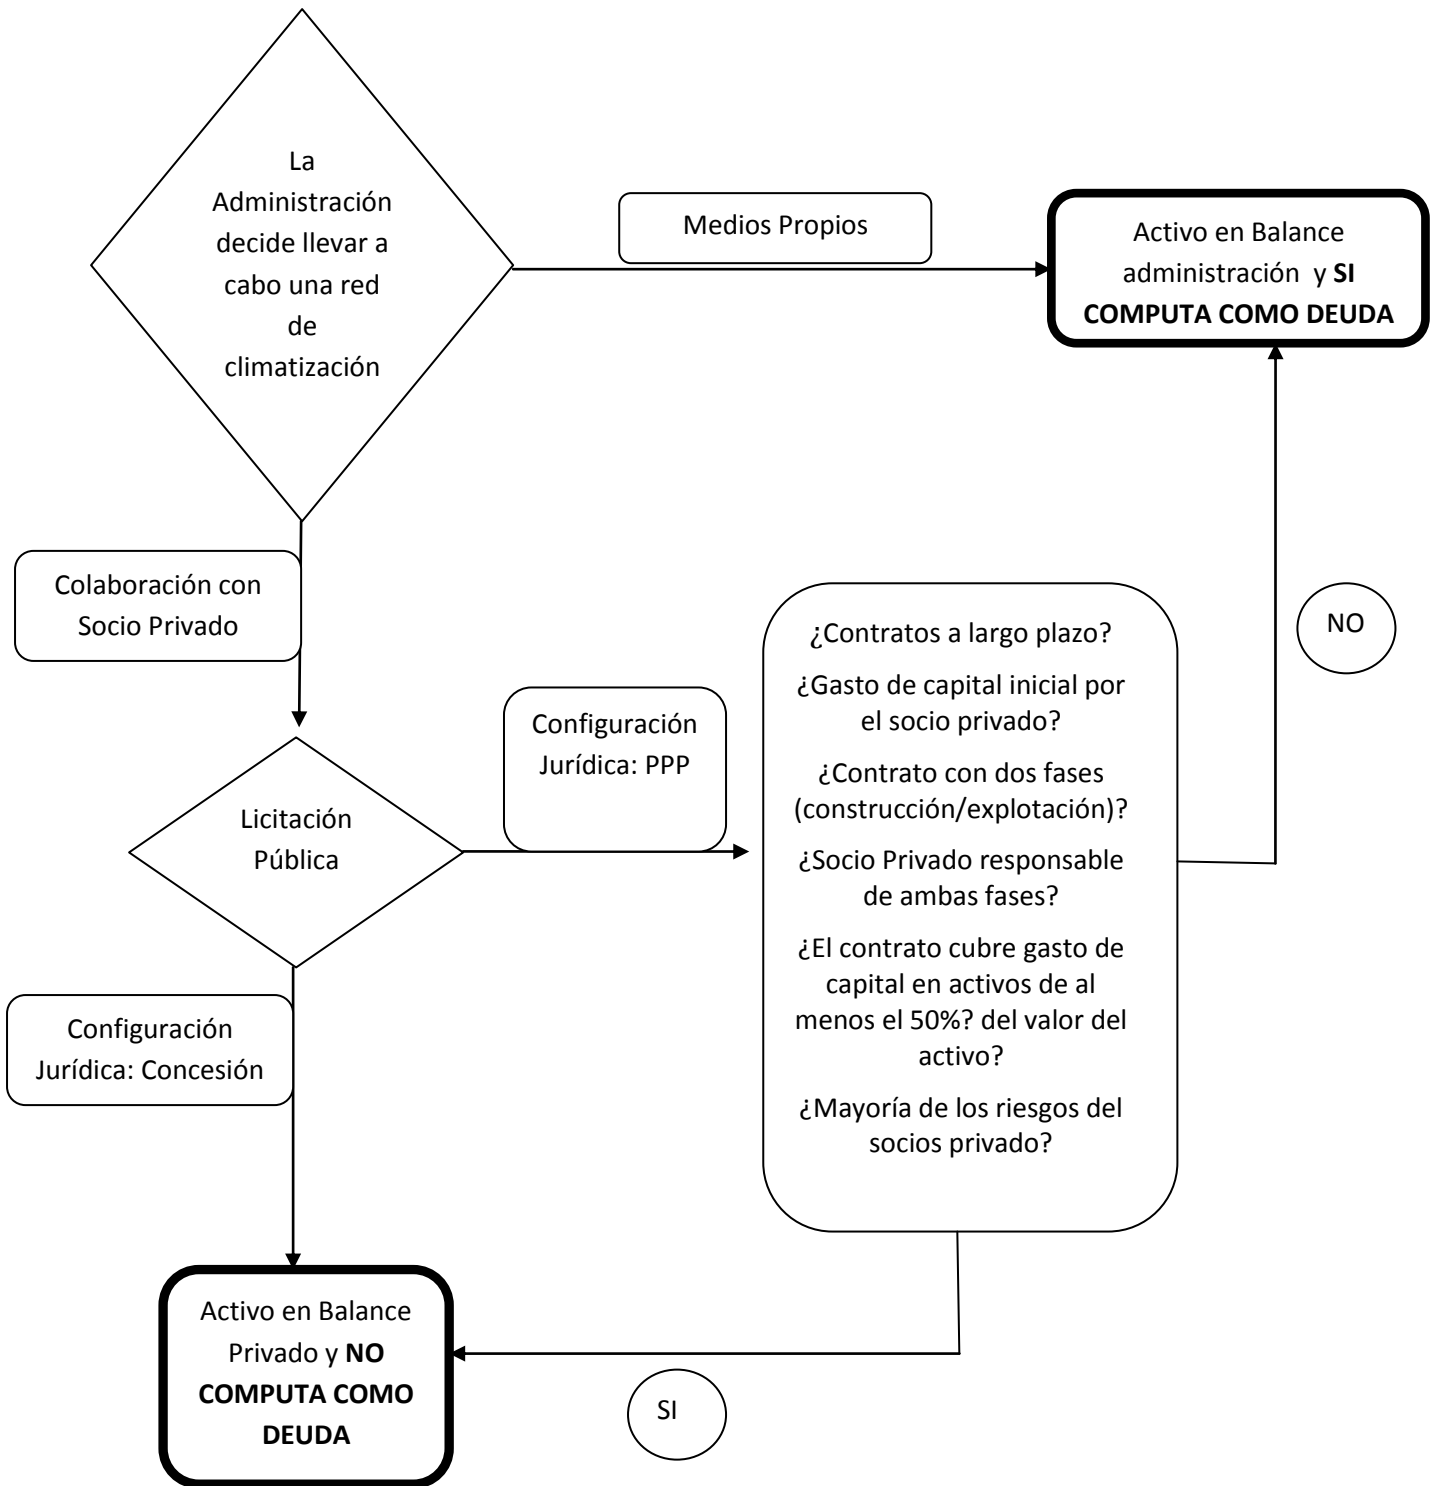 La
Administración
decide llevar a
cabo una red
de
climatización
Medios Propios
Activo en Balance
administración y SI
COMPUTA COMO DEUDA
Colaboración con
Socio Privado
NO
Configuración
Jurídica: PPP
Licitación
Pública
¿Contratos a largo plazo?
¿Gasto de capital inicial por
el socio privado?
¿Contrato con dos fases
(construcción/explotación)?
¿Socio Privado responsable
de ambas fases?
¿El contrato cubre gasto de
capital en activos de al
menos el 50%? del valor del
activo?
¿Mayoría de los riesgos del
socios privado?
Configuración
Jurídica: Concesión
Activo en Balance
Privado y NO
COMPUTA COMO
DEUDA
SI